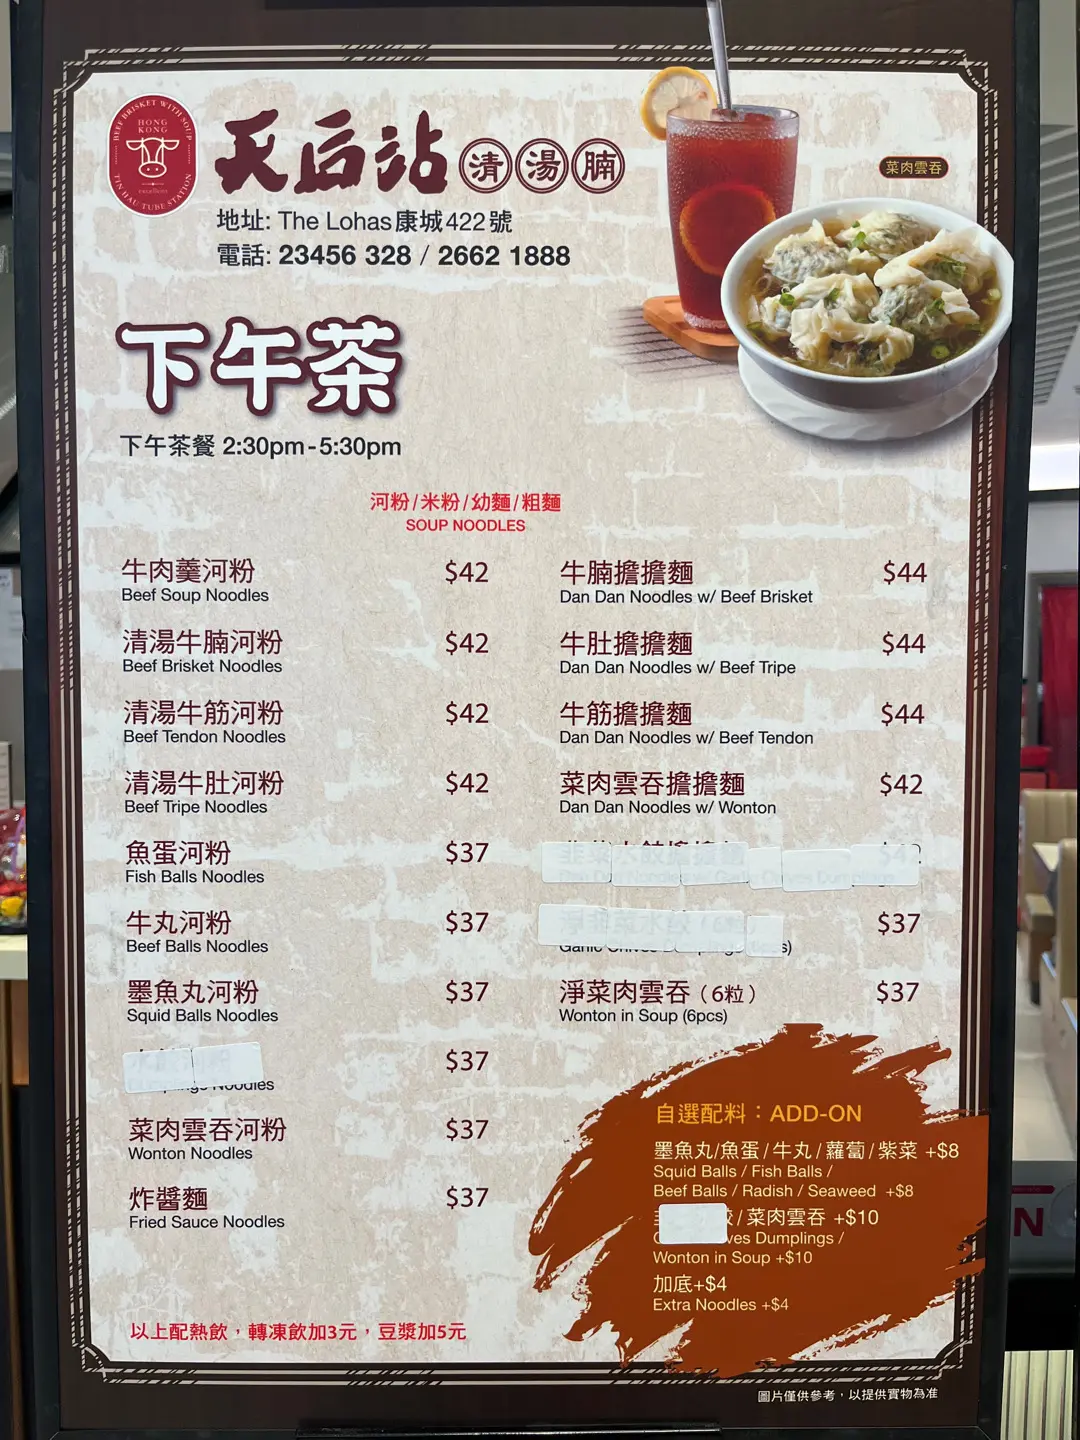 BEEF BRISKET WITH SOUP
HONG KONG
TIN HAU TUBE STATION
天后站 清湯腩
菜肉雲吞
地址: The Lohas康城422號
電話: 23456 328 / 2662 1888
下午茶
下午茶餐 2:30pm-5:30pm
河粉/米粉/幼麵/粗麵
SOUP NOODLES
牛肉羹河粉 $42
Beef Soup Noodles
清湯牛腩河粉 $42
Beef Brisket Noodles
清湯牛筋河粉 $42
Beef Tendon Noodles
清湯牛肚河粉 $42
Beef Tripe Noodles
魚蛋河粉 $37
Fish Balls Noodles
牛丸河粉 $37
Beef Balls Noodles
墨魚丸河粉 $37
Squid Balls Noodles
$37
Noodles
菜肉雲吞河粉 $37
Wonton Noodles
炸醬麵 $37
Fried Sauce Noodles
牛腩擔擔麵 $44
Dan Dan Noodles w/ Beef Brisket
牛肚擔擔麵 $44
Dan Dan Noodles w/ Beef Tripe
牛筋擔擔麵 $44
Dan Dan Noodles w/ Beef Tendon
菜肉雲吞擔擔麵 $42
Dan Dan Noodles w/ Wonton
$37
淨菜肉雲吞（6粒） $37
Wonton in Soup (6pcs)
自選配料：ADD-ON
墨魚丸/魚蛋/牛丸/蘿蔔/紫菜 +$8
Squid Balls / Fish Balls /
Beef Balls / Radish / Seaweed +$8
/菜肉雲吞 +$10
Dumplings /
Wonton in Soup +$10
加底+$4
Extra Noodles +$4
以上配熱飲，轉凍飲加3元，豆漿加5元
圖片僅供參考，以提供實物為准